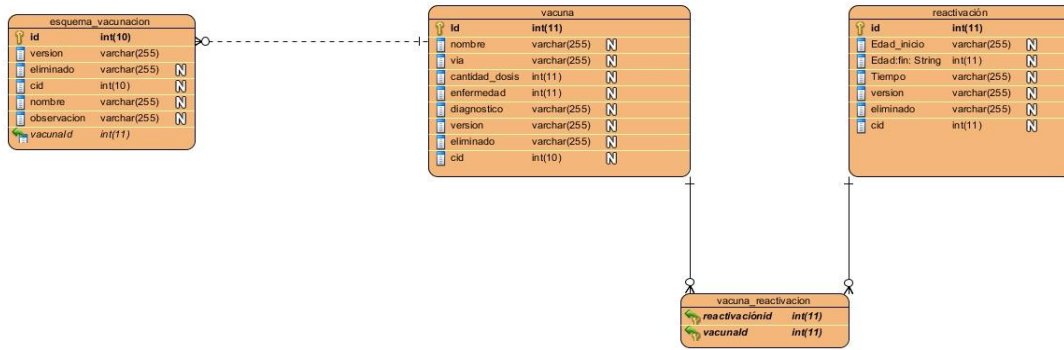 esquema_vacunacion
id int(10)
version varchar(255)
eliminado varchar(255) N
cid int(10) N
nombre varchar(255) N
observacion varchar(255) N
vacunaId int(11)
vacuna
Id int(11)
nombre varchar(255) N
via varchar(255) N
cantidad_dosis int(11) N
enfermedad int(11) N
diagnostico varchar(255) N
version varchar(255) N
eliminado varchar(255) N
cid int(10) N
reactivación
id int(11)
Edad_inicio varchar(255) N
Edad:fin: String int(11) N
Tiempo varchar(255) N
version varchar(255) N
eliminado varchar(255) N
cid int(11) N
vacuna_reactivacion
reactivaciónid int(11)
vacunaId int(11)